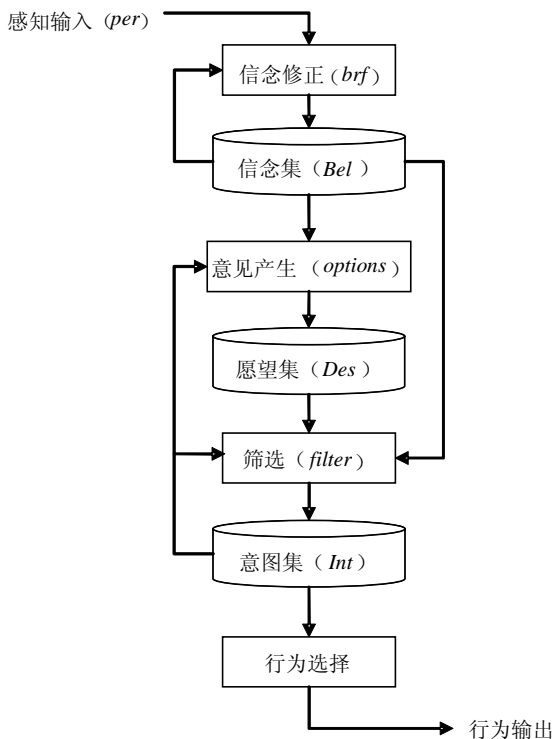 感知输入（per）
信念修正（brf）
信念集（Bel）
意见产生（options）
愿望集（Des）
筛选（filter）
意图集（Int）
行为选择
行为输出